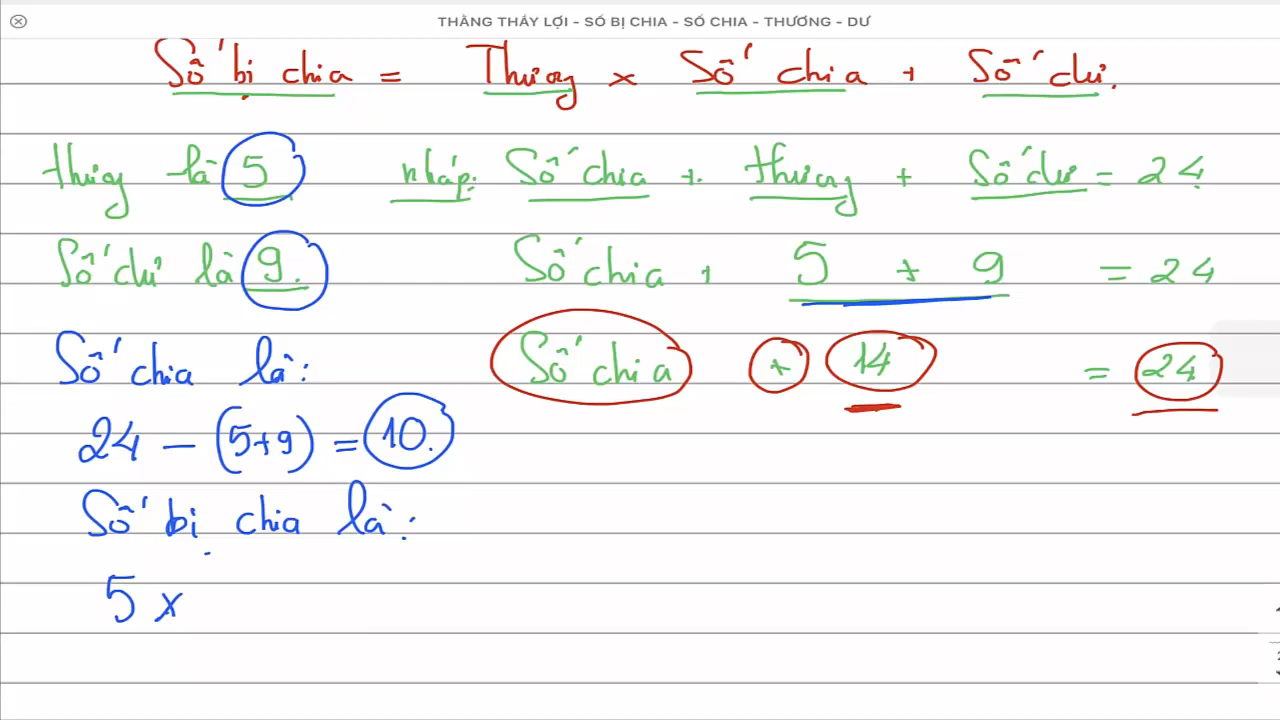 THẰNG THẦY LỢI - SỐ BỊ CHIA - SỐ CHIA - THƯƠNG - DƯ
Số bị chia = Thương × Số chia + Số dư.
thương là 5 nháp: Số chia + thương + Số dư = 24
Số dư là 9. Số chia + 5 + 9 = 24
Số chia là: Số chia + 14 = 24
24 - (5+9) = 10.
Số bị chia là:
5 ×